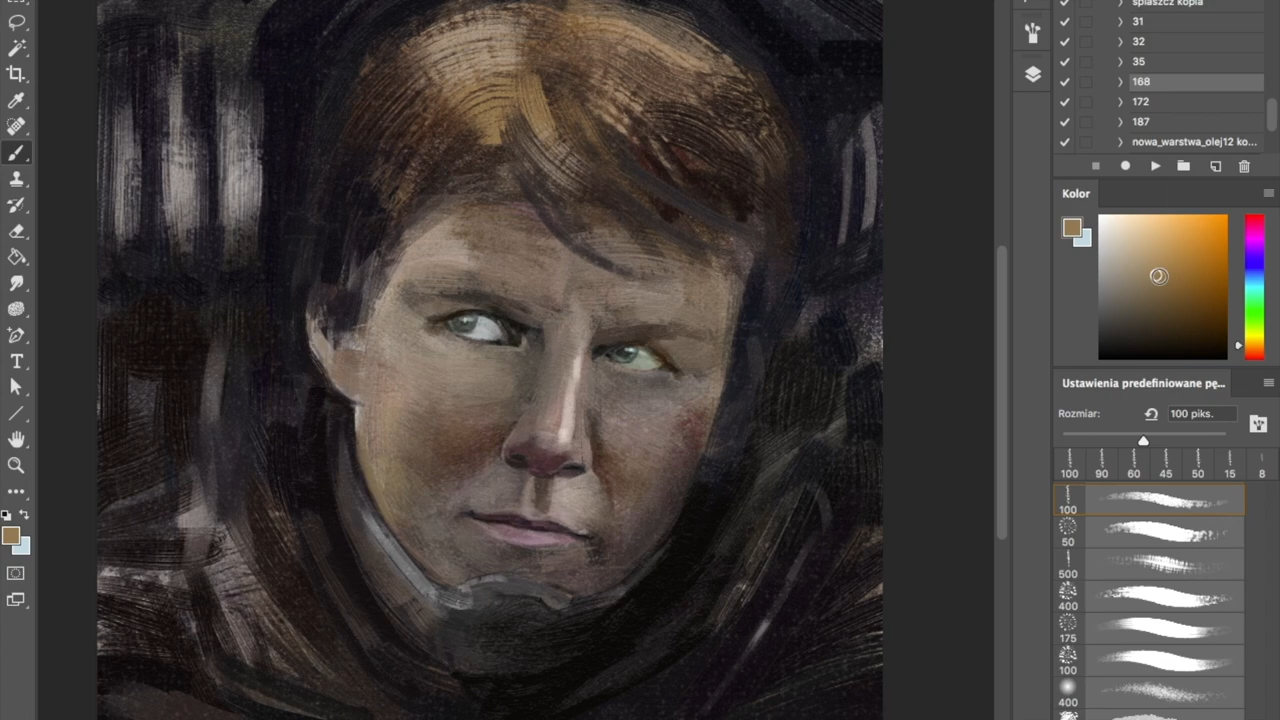 spłaszcz kopia
31
32
35
168
172
187
nowa_warstwa_olej12 ko...
Kolor
Ustawienia predefiniowane pę...
Rozmiar:
100 piks.
100 90 60 45 50 15 8
100
50
500
400
175
100
400